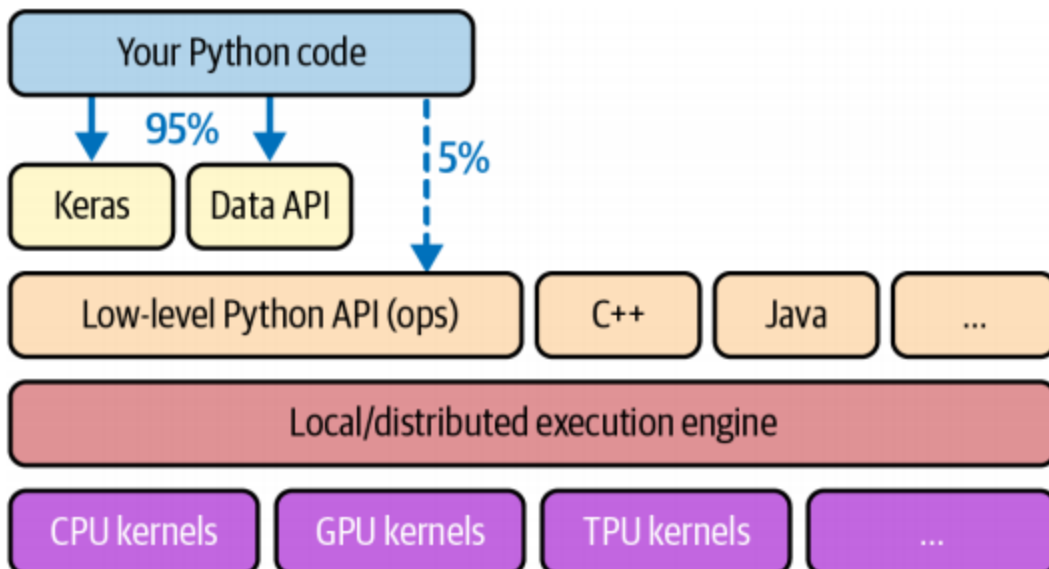 Your Python code
95%
5%
Keras
Data API
Low-level Python API (ops)
C++
Java
...
Local/distributed execution engine
CPU kernels
GPU kernels
TPU kernels
...